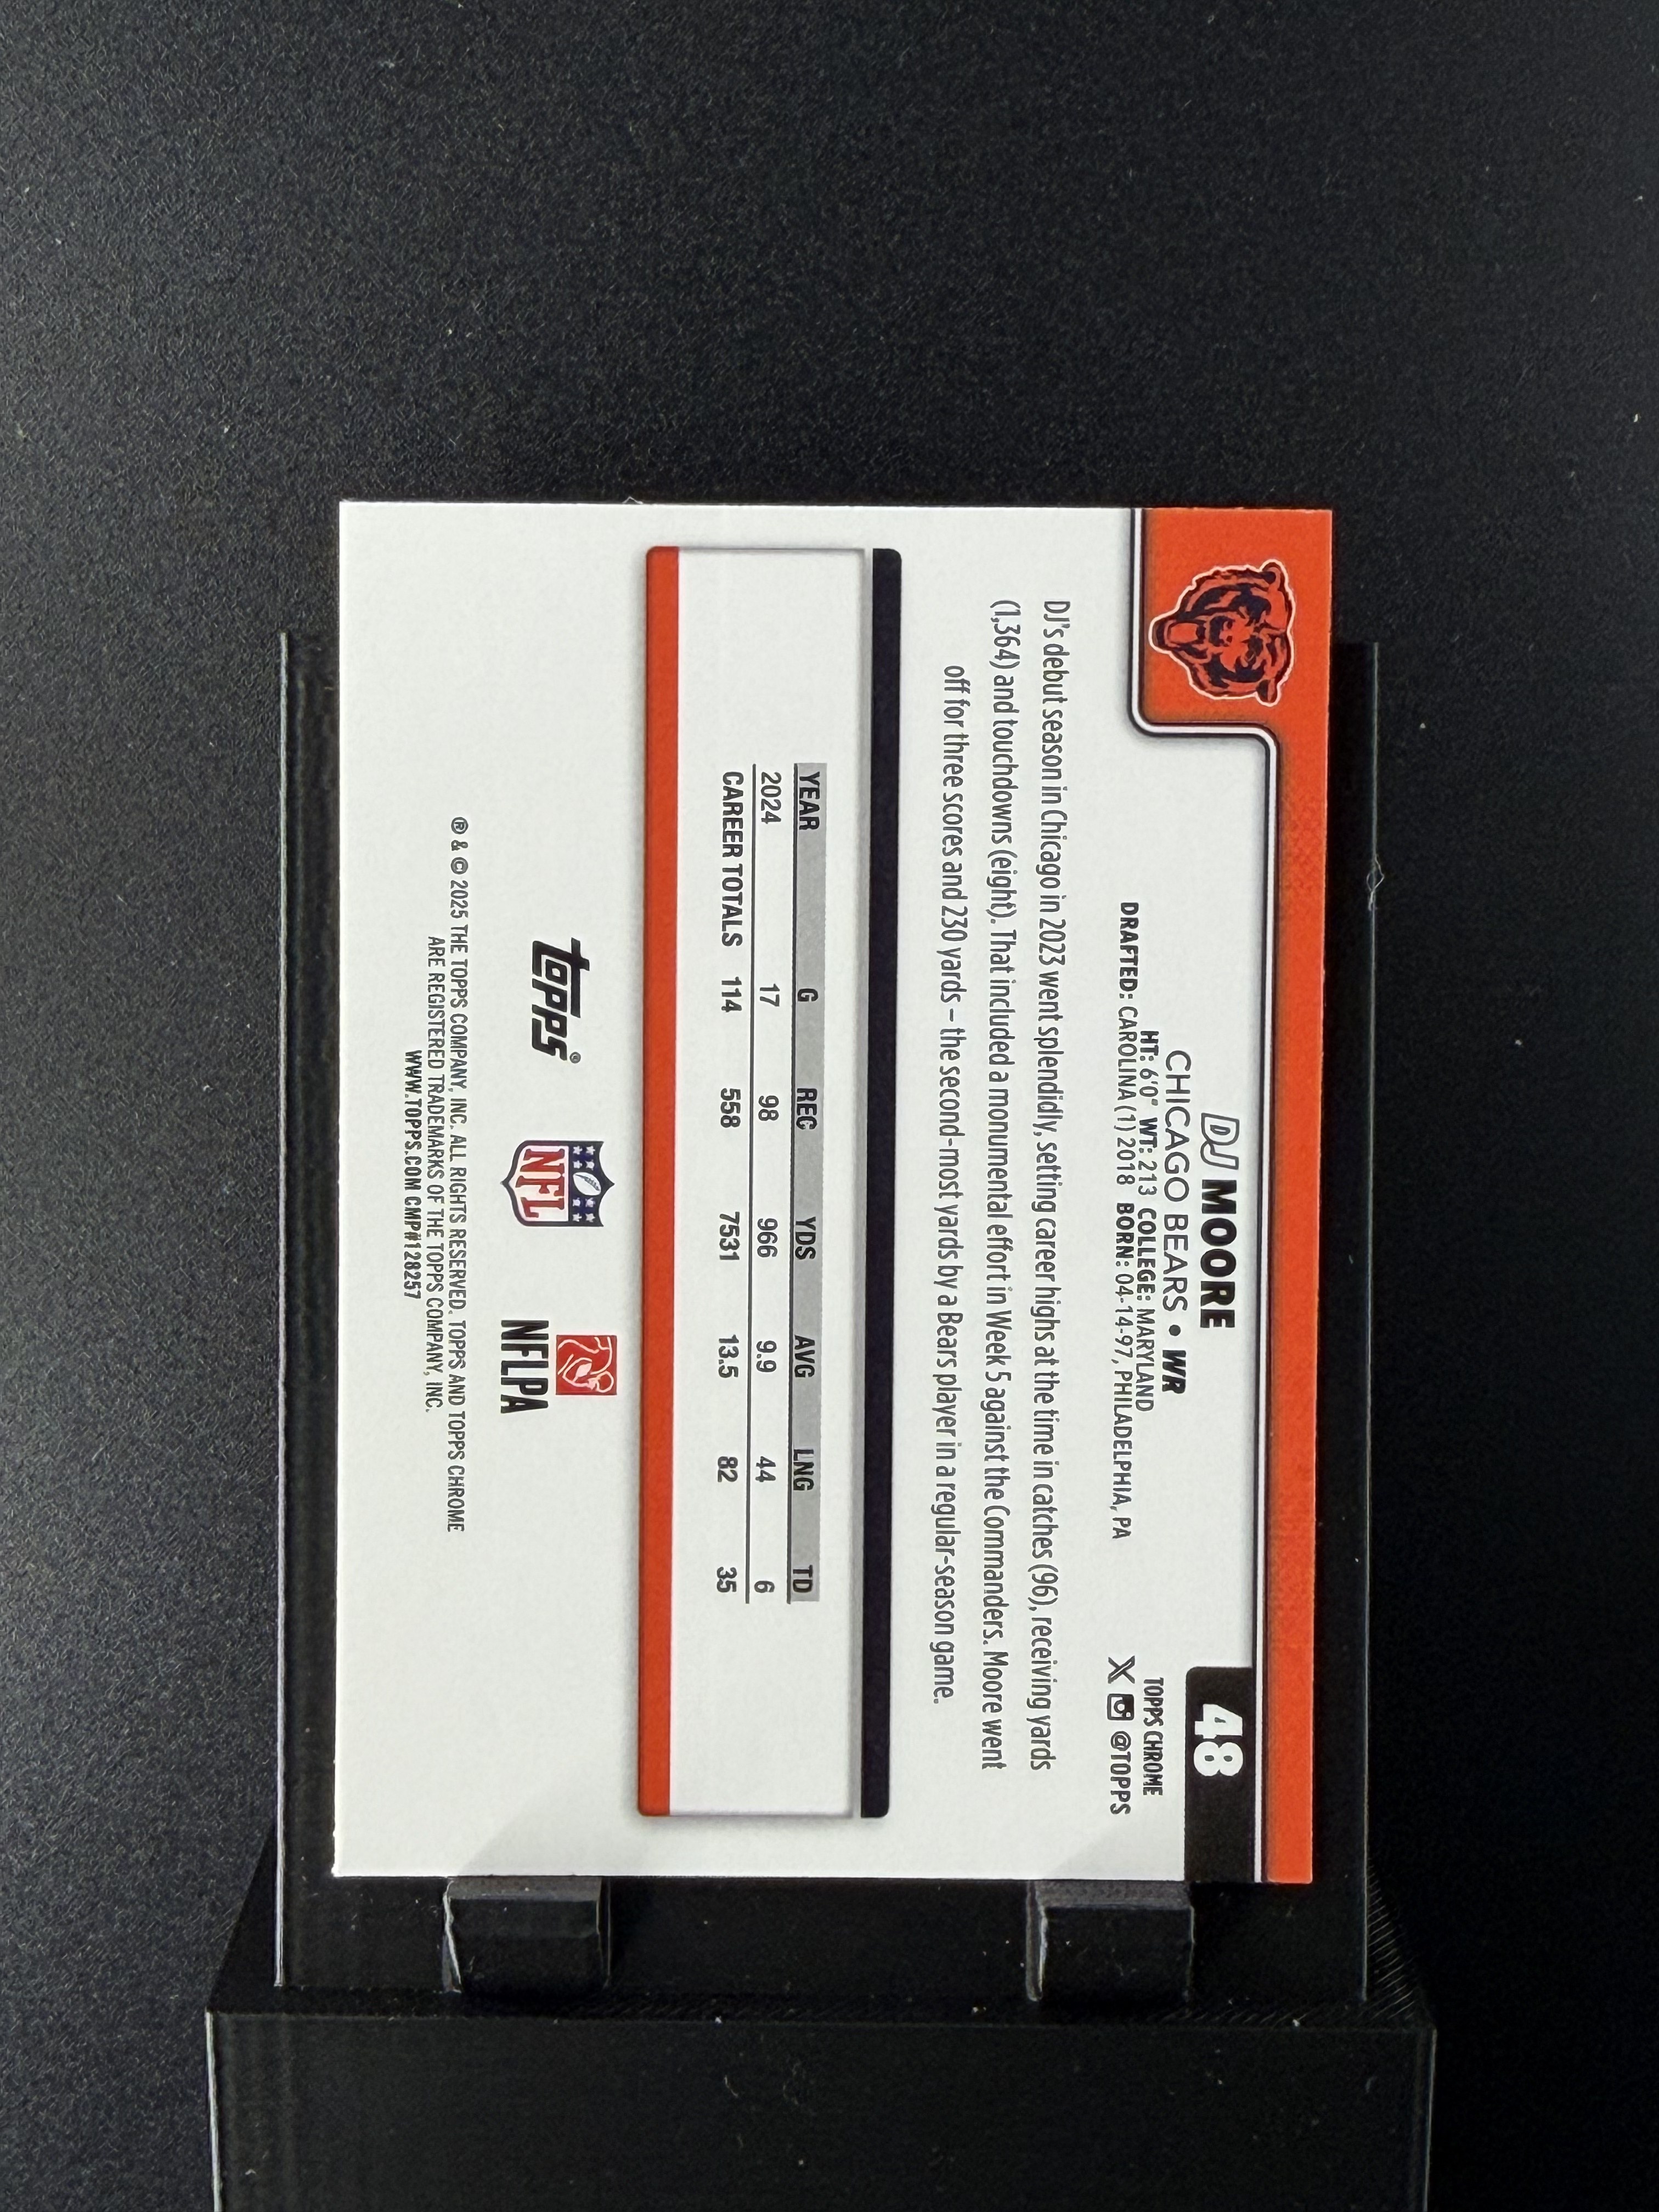 48
DJ MOORE
CHICAGO BEARS • WR
HT: 6'0" WT: 213 COLLEGE: MARYLAND
DRAFTED: CAROLINA (1) 2018 BORN: 04-14-97, PHILADELPHIA, PA
TOPPS CHROME
X @TOPPS
DJ's debut season in Chicago in 2023 went splendidly, setting career highs at the time in catches (96), receiving yards
(1,364) and touchdowns (eight). That included a monumental effort in Week 5 against the Commanders. Moore went
off for three scores and 230 yards – the second-most yards by a Bears player in a regular-season game.
YEAR G REC YDS AVG LNG TD
2024 17 98 966 9.9 44 6
CAREER TOTALS 114 558 7531 13.5 82 35
topps®
NFL
NFLPA
® & © 2025 THE TOPPS COMPANY, INC. ALL RIGHTS RESERVED. TOPPS AND TOPPS CHROME
ARE REGISTERED TRADEMARKS OF THE TOPPS COMPANY, INC.
WWW.TOPPS.COM CMP#128257